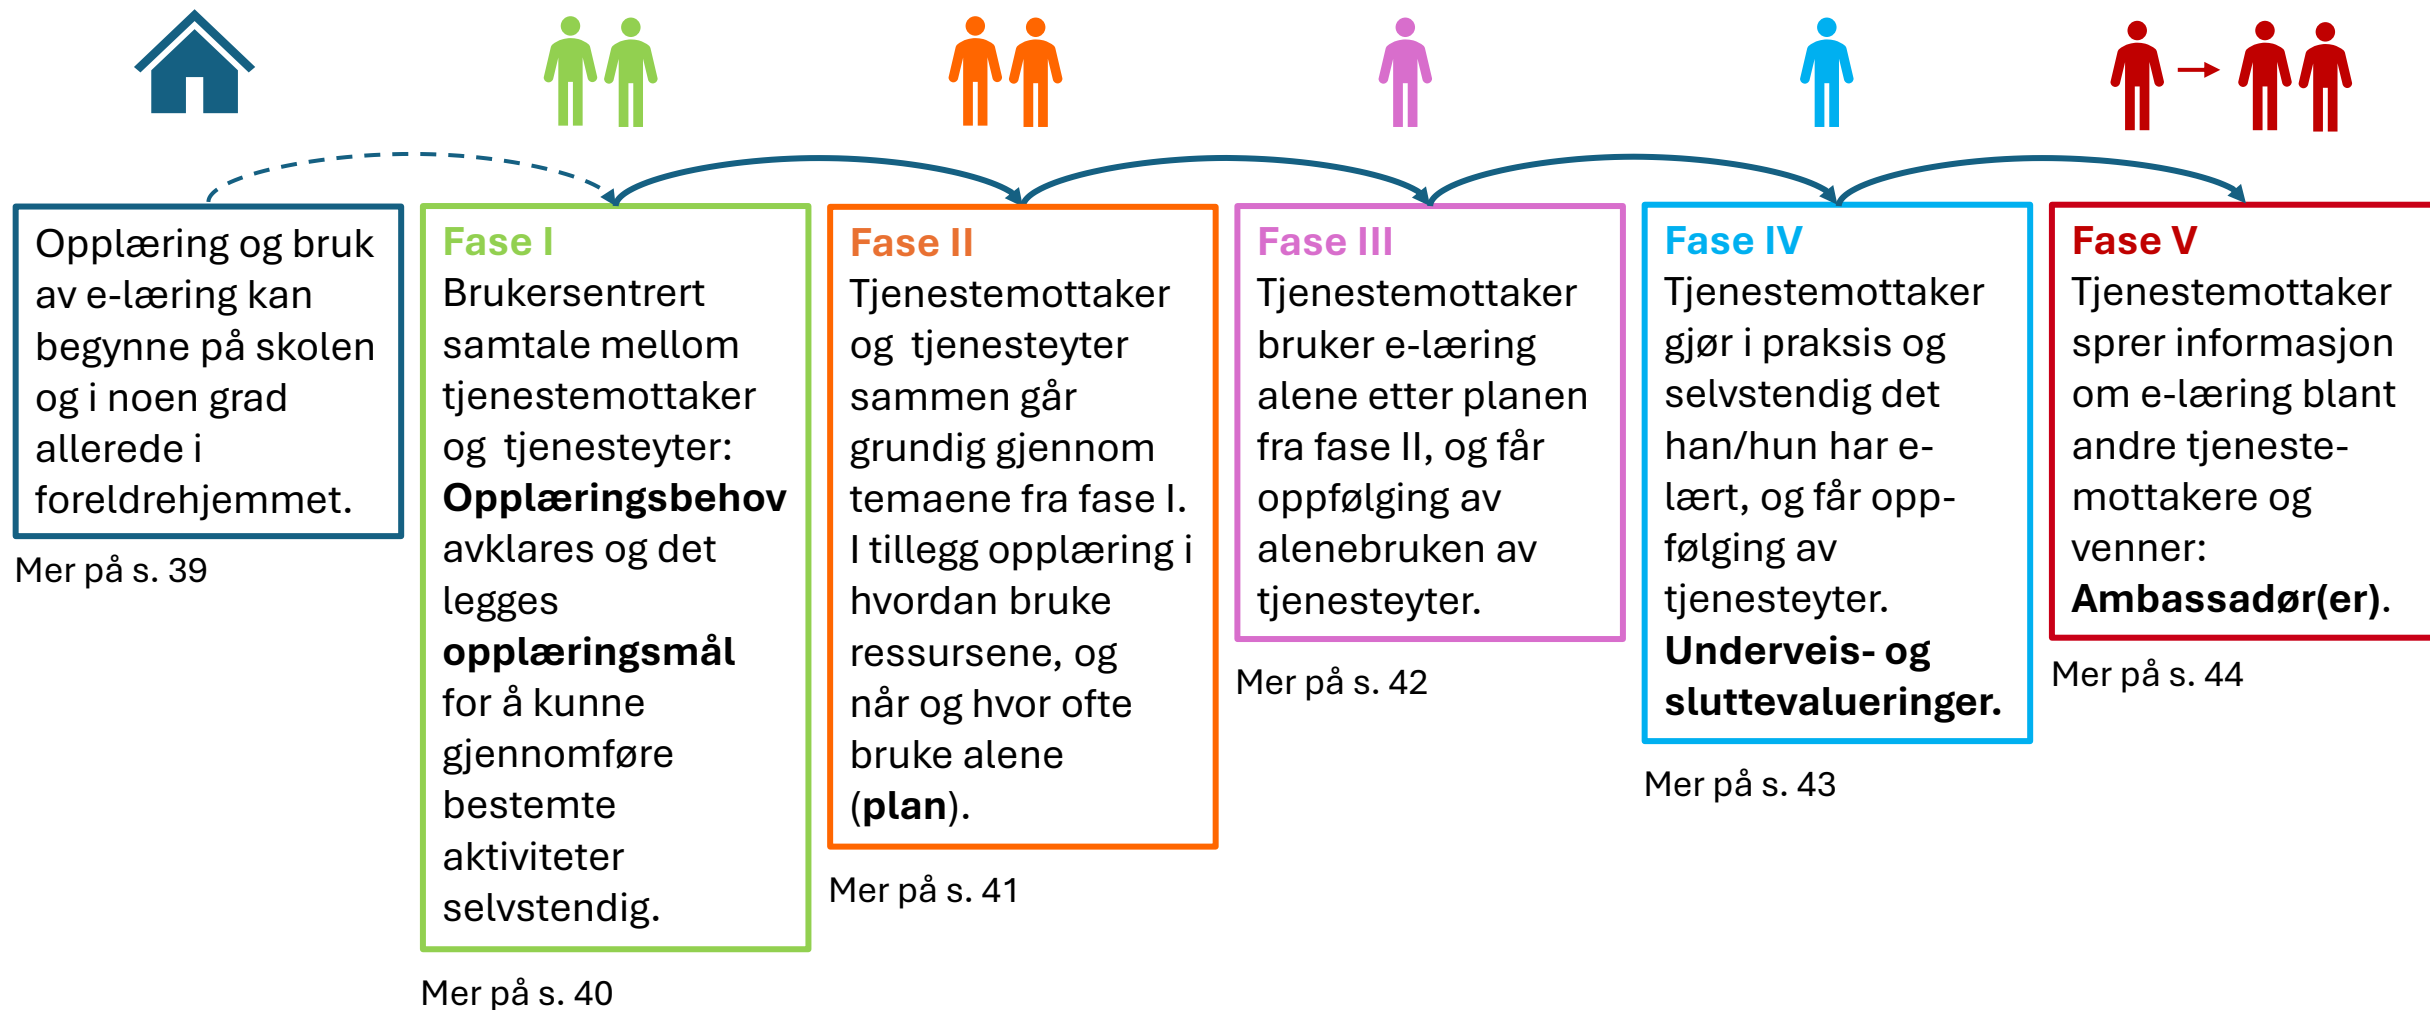 Opplæring og bruk
av e-læring kan
begynne på skolen
og i noen grad
allerede i
foreldrehjemmet.
Mer på s. 39
Fase I
Brukersentrert
samtale mellom
tjenestemottaker
og  tjenesteyter:
Opplæringsbehov
avklares og det
legges
opplæringsmål
for å kunne
gjennomføre
bestemte
aktiviteter
selvstendig.
Mer på s. 40
Fase II
Tjenestemottaker
og  tjenesteyter
sammen går
grundig gjennom
temaene fra fase I.
I tillegg opplæring i
hvordan bruke
ressursene, og
når og hvor ofte
bruke alene
(plan).
Mer på s. 41
Fase III
Tjenestemottaker
bruker e-læring
alene etter planen
fra fase II, og får
oppfølging av
alenebruken av
tjenesteyter.
Mer på s. 42
Fase IV
Tjenestemottaker
gjør i praksis og
selvstendig det
han/hun har e-
lært, og får opp-
følging av
tjenesteyter.
Underveis- og
sluttevalueringer.
Mer på s. 43
Fase V
Tjenestemottaker
sprer informasjon
om e-læring blant
andre tjeneste-
mottakere og
venner:
Ambassadør(er).
Mer på s. 44